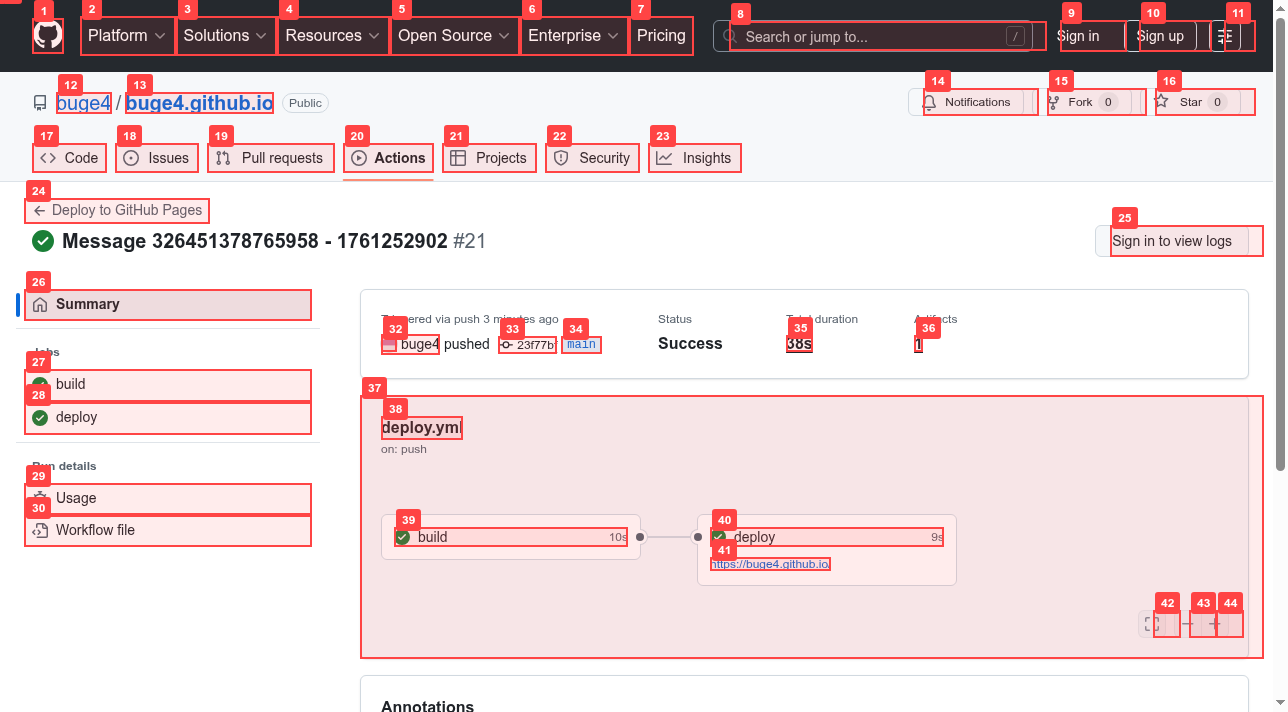 1 2 3 4 5 6 7 8 9 10 11
Platform Solutions Resources Open Source Enterprise Pricing Search or jump to... / Sign in Sign up
12 13 14 15 16
buge4 / buge4.github.io Public Notifications Fork 0 Star 0
17 18 19 20 21 22 23
Code Issues Pull requests Actions Projects Security Insights
24
Deploy to GitHub Pages
25
Message 326451378765958 - 1761252902 #21
Sign in to view logs
26
Summary
Jobs
27
build
28
deploy
Run details
29
Usage
30
Workflow file
Triggered via push 3 minutes ago Status Total duration Artifacts
32 33 34 35 36
buge4 pushed 23f77b main Success 38s 1
37
38
deploy.yml
on: push
39 40
build 10s deploy 9s
41
https://buge4.github.io/
42 43 44
Annotations